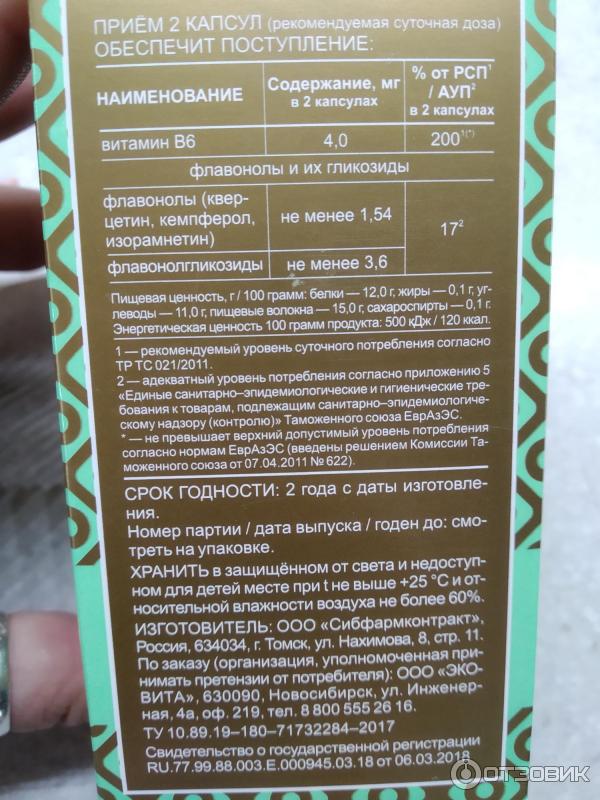 ПРИЁМ 2 КАПСУЛ (рекомендуемая суточная доза)
ОБЕСПЕЧИТ ПОСТУПЛЕНИЕ:
НАИМЕНОВАНИЕ Содержание, мг в 2 капсулах % от РСП¹ / АУП² в 2 капсулах
витамин В6 4,0 200¹⁽*⁾
флавонолы и их гликозиды
флавонолы (квер-
цетин, кемпферол,
изорамнетин) не менее 1,54 17²
флавонолгликозиды не менее 3,6
Пищевая ценность, г / 100 грамм: белки — 12,0 г, жиры — 0,1 г, уг-
леводы — 11,0 г, пищевые волокна — 15,0 г, сахароспирты — 0,1 г.
Энергетическая ценность 100 грамм продукта: 500 кДж / 120 ккал.
1 — рекомендуемый уровень суточного потребления согласно
ТР ТС 021/2011.
2 — адекватный уровень потребления согласно приложению 5
«Единые санитарно–эпидемиологические и гигиенические тре-
бования к товарам, подлежащим санитарно–эпидемиологичес-
кому надзору (контролю)» Таможенного союза ЕврАзЭС.
* — не превышает верхний допустимый уровень потребления
согласно нормам ЕврАзЭС (введены решением Комиссии Та-
моженного союза от 07.04.2011 № 622).
СРОК ГОДНОСТИ: 2 года с даты изготовле-
ния.
Номер партии / дата выпуска / годен до: смо-
треть на упаковке.
ХРАНИТЬ в защищённом от света и недоступ-
ном для детей месте при t не выше +25 °С и от-
носительной влажности воздуха не более 60%.
ИЗГОТОВИТЕЛЬ: ООО «Сибфармконтракт»,
Россия, 634034, г. Томск, ул. Нахимова, 8, стр. 11.
По заказу (организация, уполномоченная при-
нимать претензии от потребителя): ООО «ЭКО-
ВИТА», 630090, Новосибирск, ул. Инженер-
ная, 4а, оф. 219, тел. 8 800 555 26 16.
ТУ 10.89.19–180–71732284–2017
Свидетельство о государственной регистрации
RU.77.99.88.003.Е.000945.03.18 от 06.03.2018
ОТЗОВИК